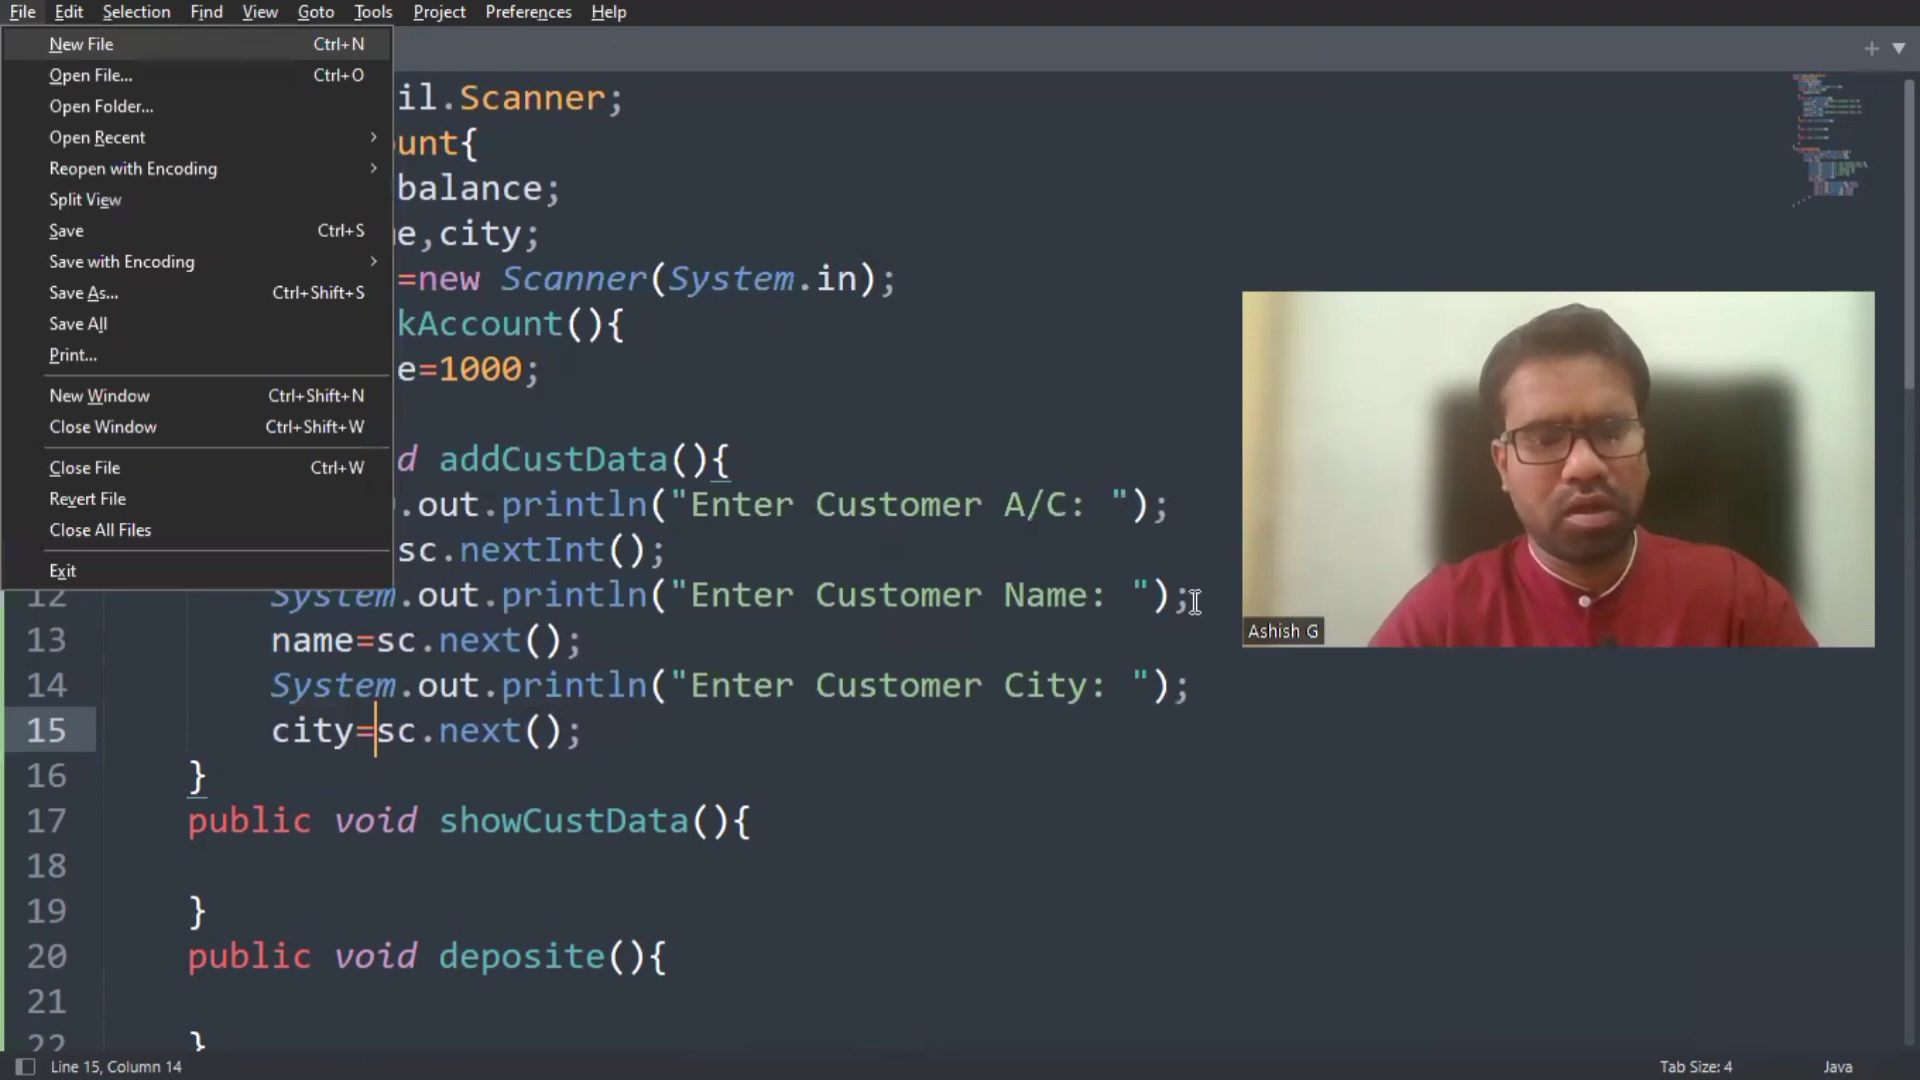 File Edit Selection Find View Goto Tools Project Preferences Help
New File Ctrl+N
Open File... Ctrl+O
Open Folder...
Open Recent
Reopen with Encoding
Split View
Save Ctrl+S
Save with Encoding
Save As... Ctrl+Shift+S
Save All
Print...
New Window Ctrl+Shift+N
Close Window Ctrl+Shift+W
Close File Ctrl+W
Revert File
Close All Files
Exit
il.Scanner;
ount{
balance;
e,city;
=new Scanner(System.in);
kAccount(){
e=1000;
d addCustData(){
.out.println("Enter Customer A/C: ");
sc.nextInt();
12 System.out.println("Enter Customer Name: ");
13 name=sc.next();
14 System.out.println("Enter Customer City: ");
15 city=sc.next();
16 }
17 public void showCustData(){
18
19 }
20 public void deposite(){
21
22 }
Ashish G
Line 15, Column 14 Tab Size: 4 Java